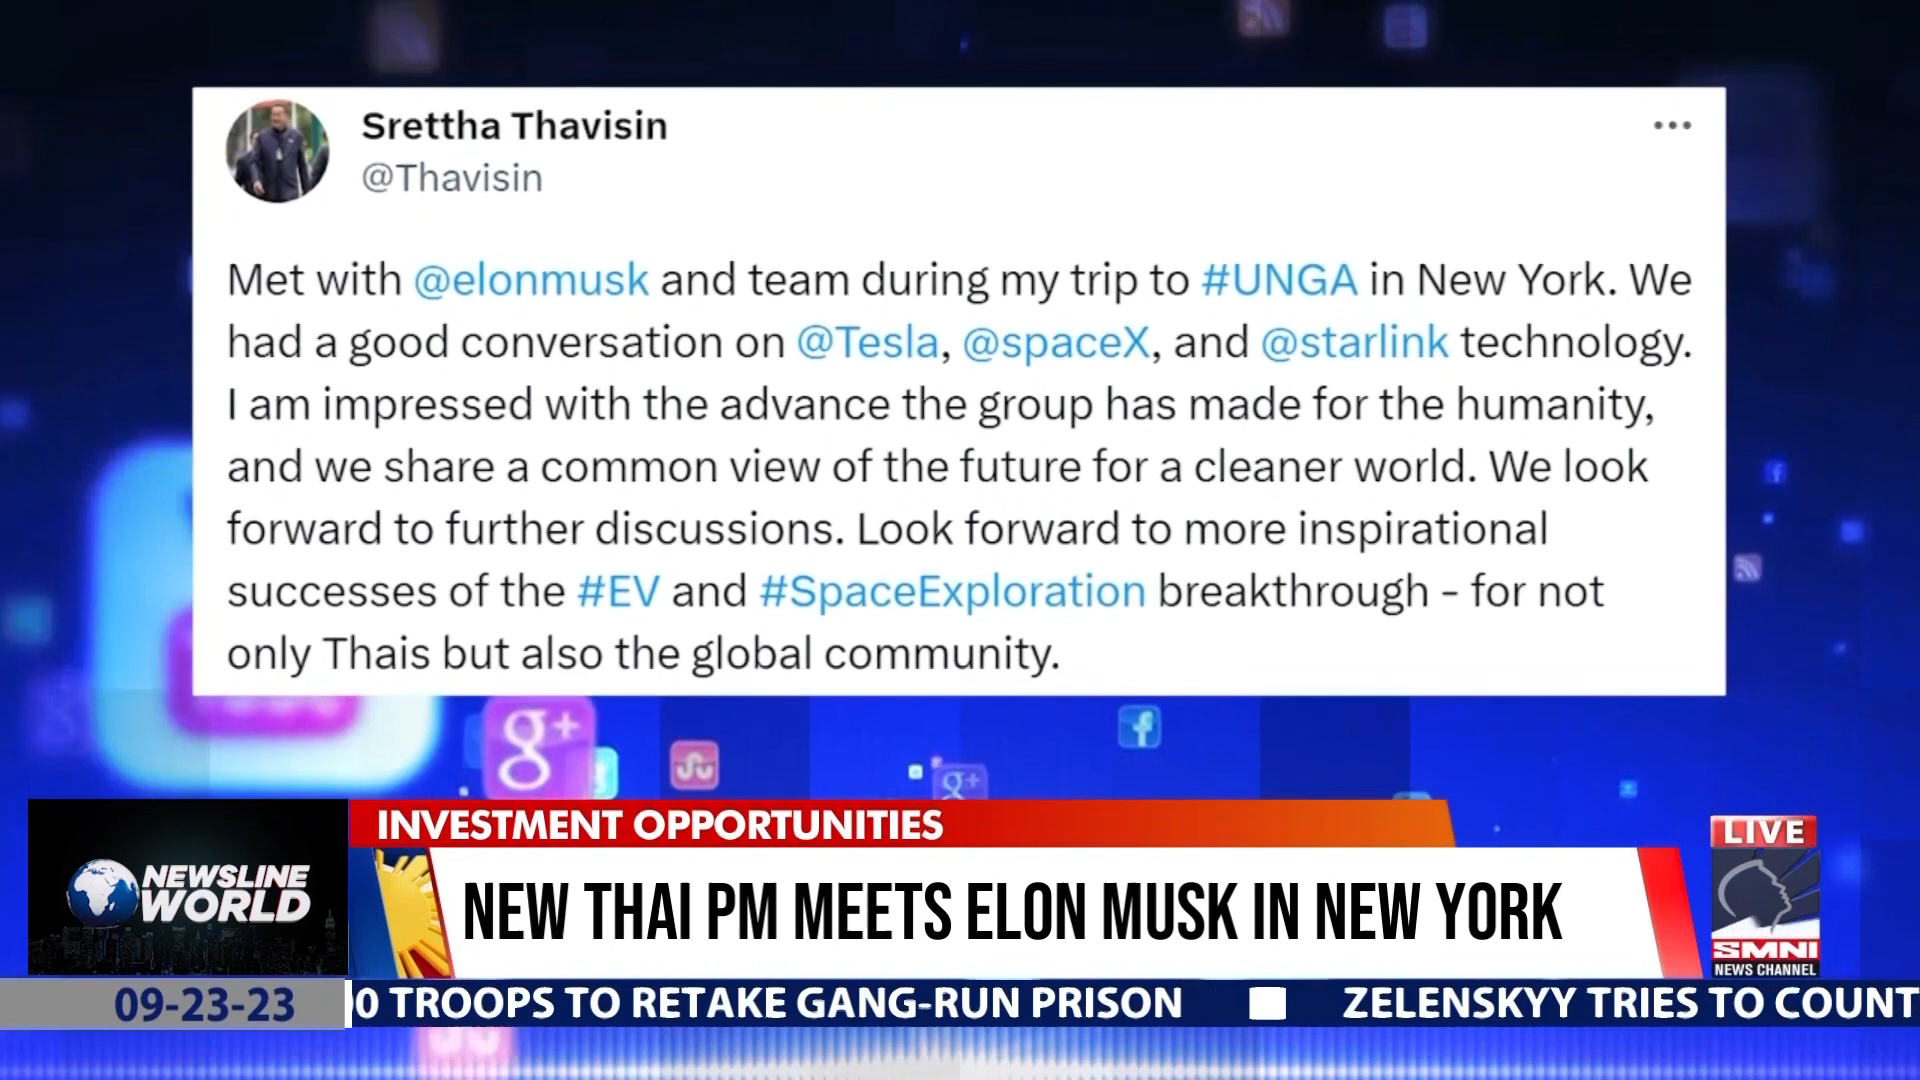 Srettha Thavisin
@Thavisin
Met with @elonmusk and team during my trip to #UNGA in New York. We
had a good conversation on @Tesla, @spaceX, and @starlink technology.
I am impressed with the advance the group has made for the humanity,
and we share a common view of the future for a cleaner world. We look
forward to further discussions. Look forward to more inspirational
successes of the #EV and #SpaceExploration breakthrough - for not
only Thais but also the global community.
g+
g+
f
INVESTMENT OPPORTUNITIES
NEWSLINE
WORLD
NEW THAI PM MEETS ELON MUSK IN NEW YORK
LIVE
SMNI
NEWS CHANNEL
09-23-23
0 TROOPS TO RETAKE GANG-RUN PRISON
ZELENSKYY TRIES TO COUNT